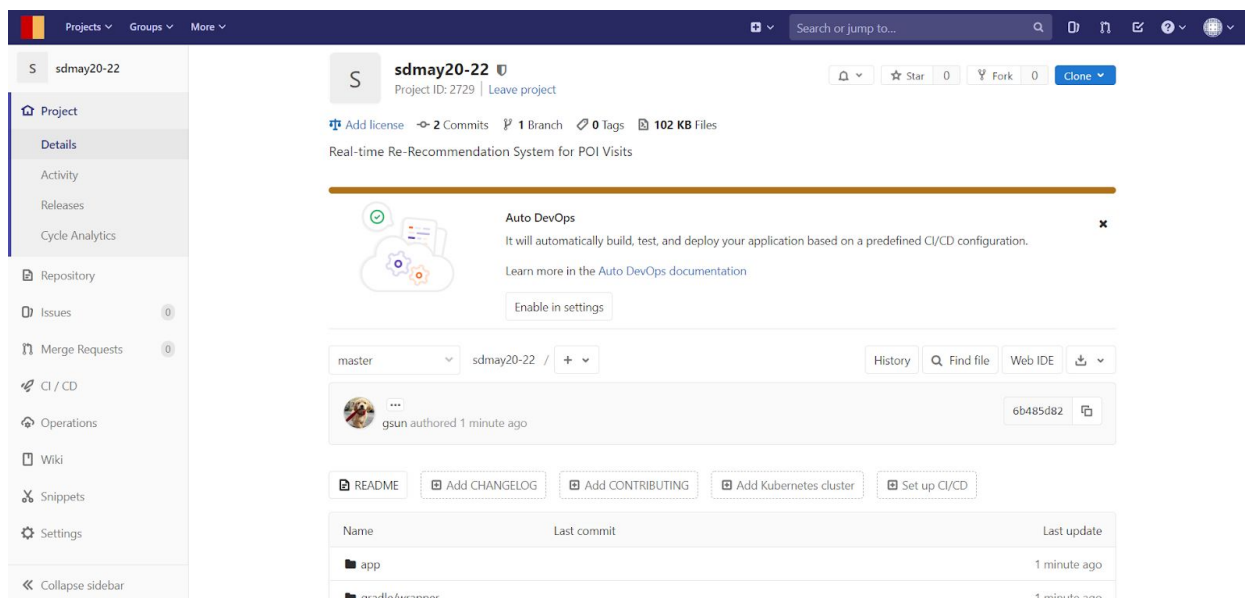 Projects Groups More Search or jump to...
S sdmay20-22
Project
Details
Activity
Releases
Cycle Analytics
Repository
Issues 0
Merge Requests 0
CI / CD
Operations
Wiki
Snippets
Settings
Collapse sidebar
S
sdmay20-22
Project ID: 2729 Leave project
Star 0 Fork 0 Clone
Add license 2 Commits 1 Branch 0 Tags 102 KB Files
Real-time Re-Recommendation System for POI Visits
Auto DevOps
It will automatically build, test, and deploy your application based on a predefined CI/CD configuration.
Learn more in the Auto DevOps documentation
Enable in settings
master sdmay20-22 / + History Find file Web IDE
...
gsun authored 1 minute ago 6b485d82
README Add CHANGELOG Add CONTRIBUTING Add Kubernetes cluster Set up CI/CD
Name Last commit Last update
app 1 minute ago
gradle/wrapper 1 minute ago